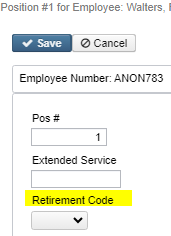 Position #1 for Employee: Walters,
Save Cancel
Employee Number: ANON783
Pos #
1
Extended Service
Retirement Code